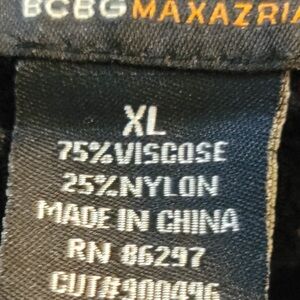 BCBGMAXAZRIA
XL
75%VISCOSE
25%NYLON
MADE IN CHINA
RN 86297
CUT#900496